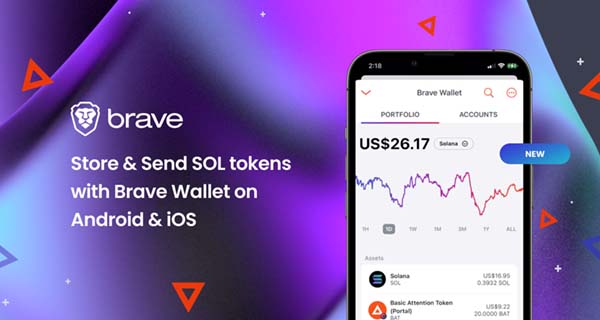 brave
Store & Send SOL tokens
with Brave Wallet on
Android & iOS
2:18
Brave Wallet
PORTFOLIO ACCOUNTS
US$26.17 Solana
NEW
1H 1D 1W 1M 3M 1Y ALL
Assets
Solana US$16.95
SOL 0.3932 SOL
Basic Attention Token US$9.22
(Portal) 20.0000 BAT
BAT